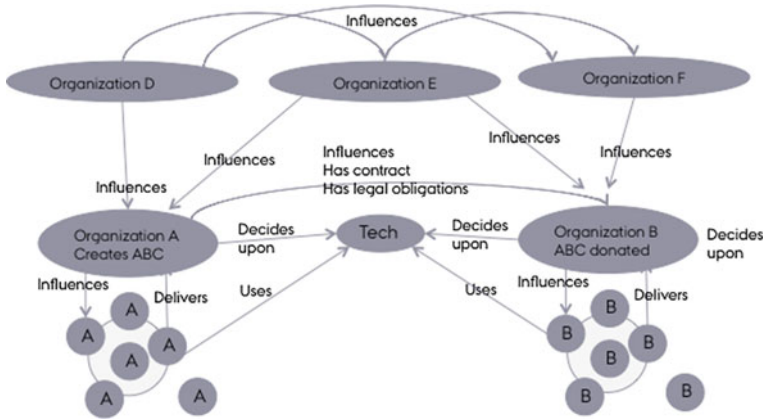 Influences
Organization D
Organization E
Organization F
Influences
Influences
Influences
Influences
Influences
Has contract
Has legal obligations
Organization A
Creates ABC
Decides
upon
Tech
Decides
upon
Organization B
ABC donated
Decides
upon
Influences
Delivers
Uses
Uses
Influences
Delivers
A
A
A
A
A
A
B
B
B
B
B
B